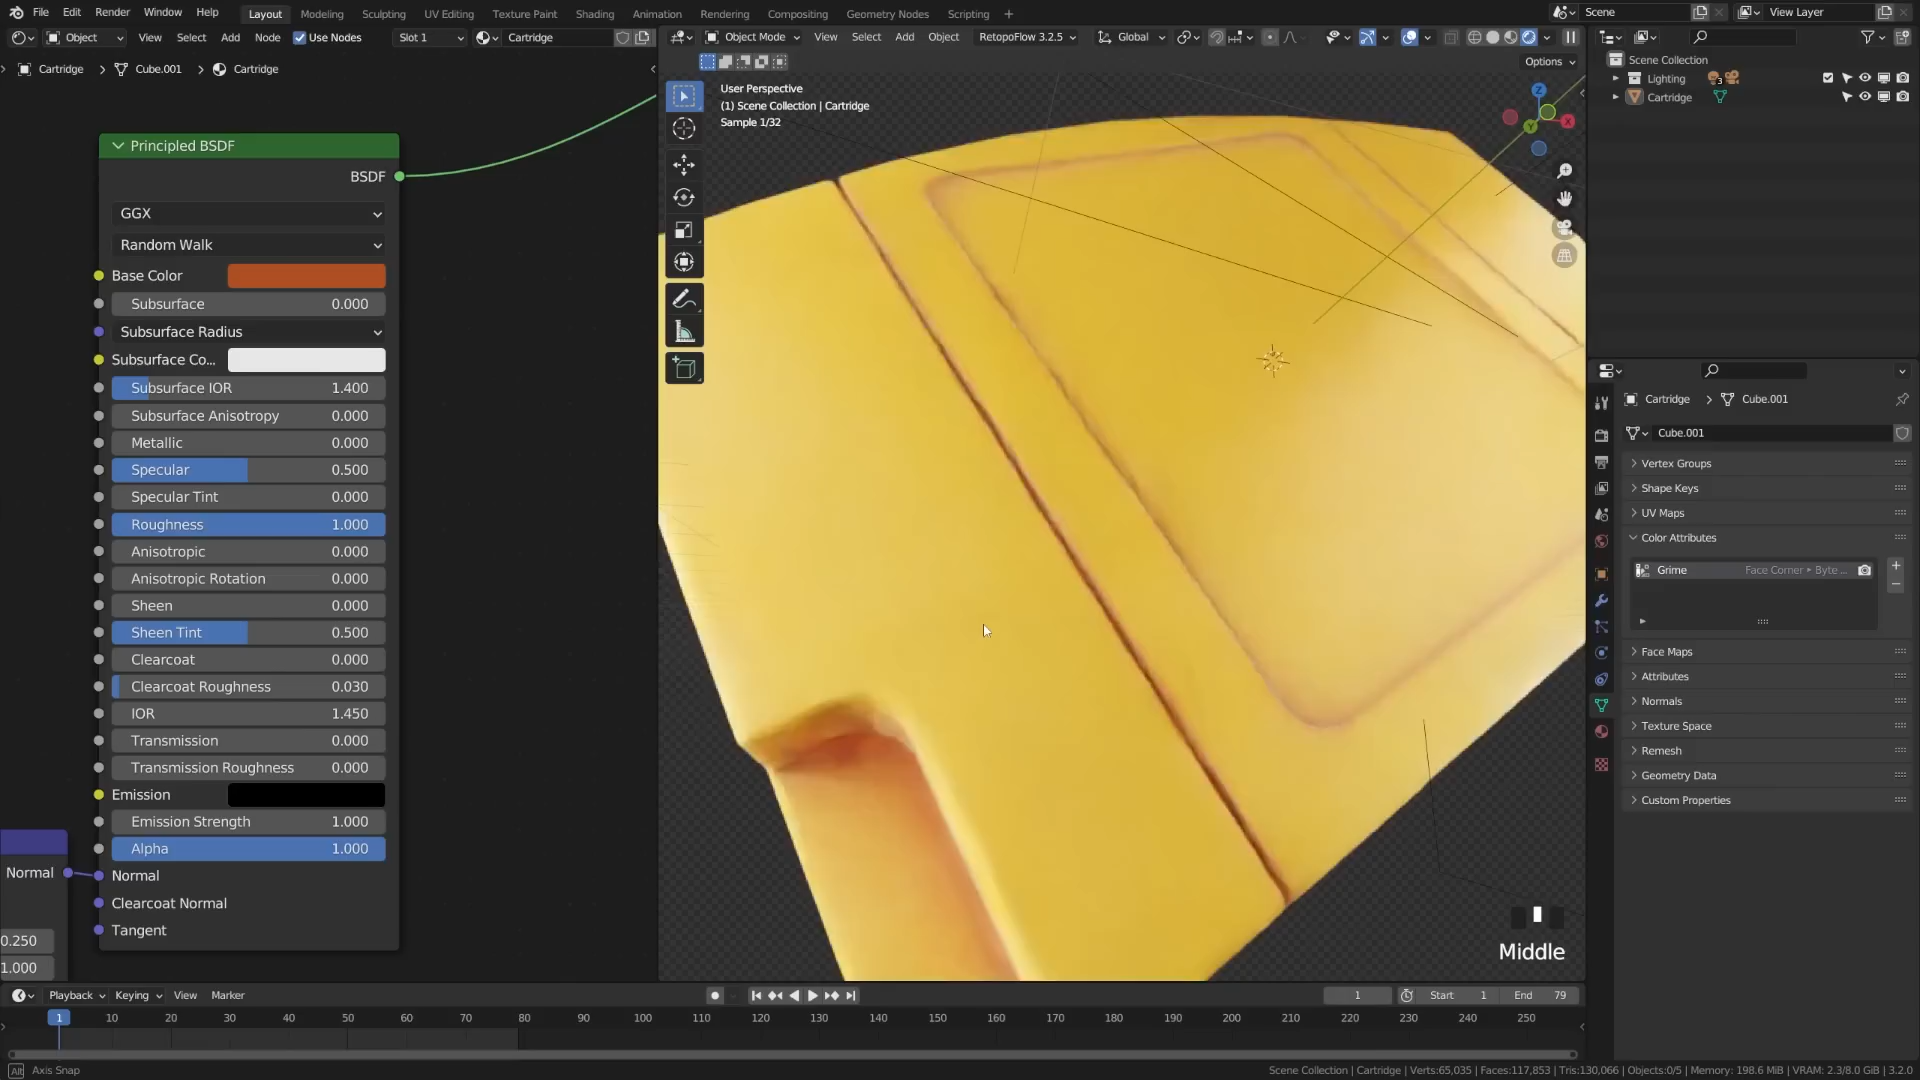 File Edit Render Window Help Layout Modeling Sculpting UV Editing Texture Paint Shading Animation Rendering Compositing Geometry Nodes Scripting + Scene View Layer
Object View Select Add Node Use Nodes Slot 1 Cartridge
Object Mode View Select Add Object RetopoFlow 3.2.5 Global
Options
Cartridge > Cube.001 > Cartridge
User Perspective
(1) Scene Collection | Cartridge
Sample 1/32
Z
X
Y
Principled BSDF
BSDF
GGX
Random Walk
Base Color
Subsurface 0.000
Subsurface Radius
Subsurface Co...
Subsurface IOR 1.400
Subsurface Anisotropy 0.000
Metallic 0.000
Specular 0.500
Specular Tint 0.000
Roughness 1.000
Anisotropic 0.000
Anisotropic Rotation 0.000
Sheen 0.000
Sheen Tint 0.500
Clearcoat 0.000
Clearcoat Roughness 0.030
IOR 1.450
Transmission 0.000
Transmission Roughness 0.000
Emission
Emission Strength 1.000
Alpha 1.000
Normal
Clearcoat Normal
Tangent
Normal
0.250
1.000
Middle
Scene Collection
Lighting 3
Cartridge
Cartridge > Cube.001
Cube.001
Vertex Groups
Shape Keys
UV Maps
Color Attributes
Grime Face Corner ▸ Byte ...
Face Maps
Attributes
Normals
Texture Space
Remesh
Geometry Data
Custom Properties
Playback Keying View Marker 1 Start 1 End 79
1 10 20 30 40 50 60 70 80 90 100 110 120 130 140 150 160 170 180 190 200 210 220 230 240 250
Alt Axis Snap
Scene Collection | Cartridge | Verts:65,035 | Faces:117,853 | Tris:130,066 | Objects:0/5 | Memory: 198.6 MiB | VRAM: 2.3/8.0 GiB | 3.2.0